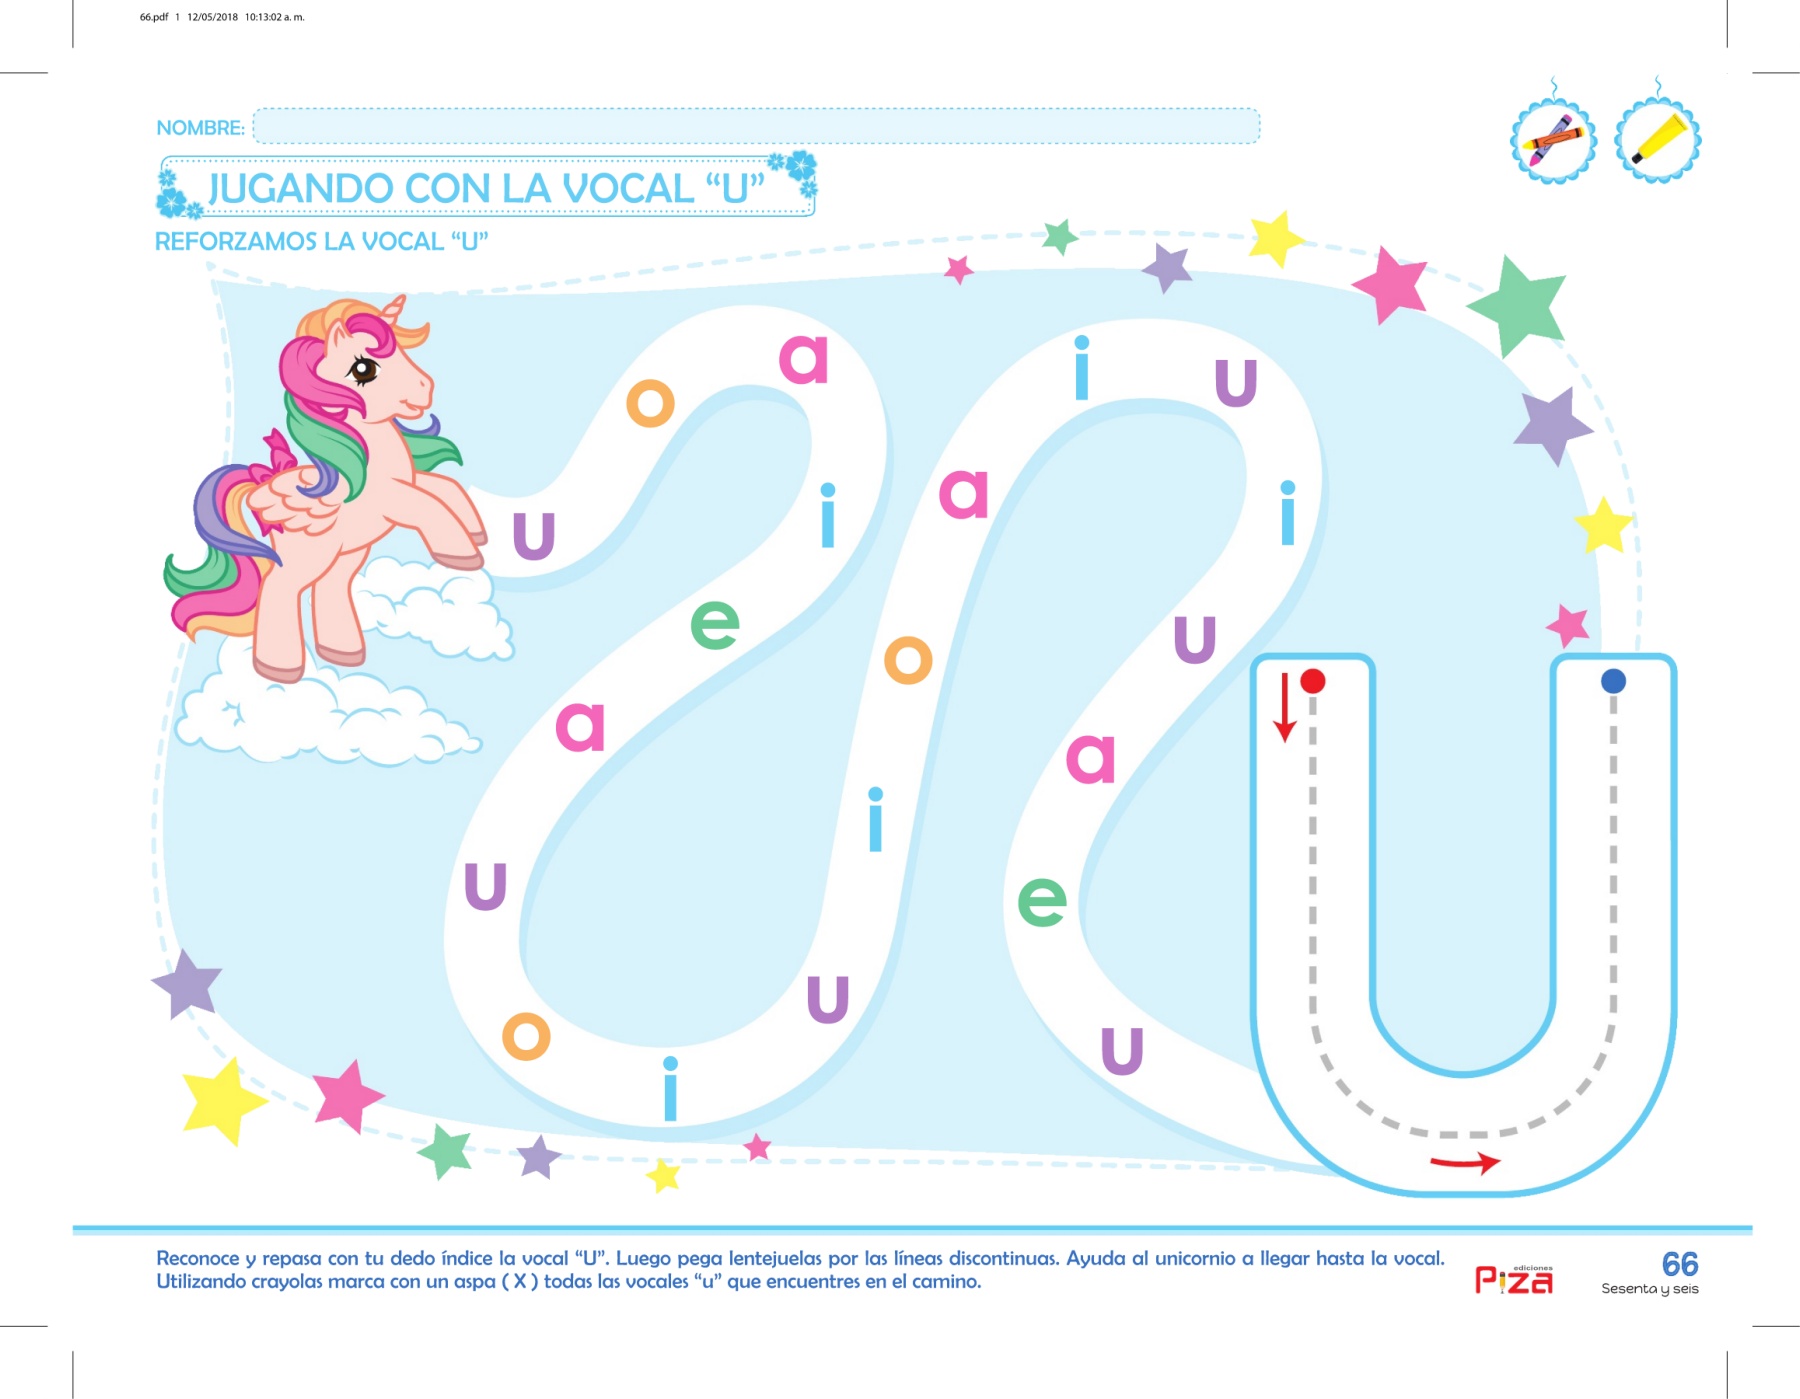 66.pdf 1 12/05/2018 10:13:02 a. m.
NOMBRE:
JUGANDO CON LA VOCAL “U”
REFORZAMOS LA VOCAL “U”
u
o
a
i
e
a
u
o
i
u
i
o
a
i
u
i
u
a
e
u
U
Reconoce y repasa con tu dedo índice la vocal “U”. Luego pega lentejuelas por las líneas discontinuas. Ayuda al unicornio a llegar hasta la vocal.
Utilizando crayolas marca con un aspa ( X ) todas las vocales “u” que encuentres en el camino.
ediciones
Piza
66
Sesenta y seis